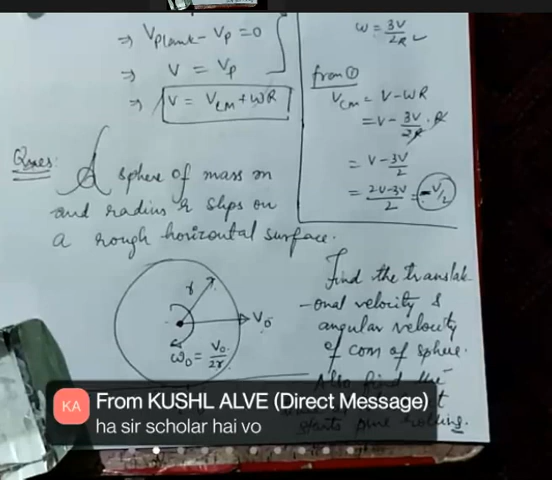 ⇒ V_Plank - V_P = 0
⇒ V = V_P
⇒ V = V_cm + ωR
ω = 3V/2R
from ①
V_cm = V - ωR
= V - 3V/2R · R
= V - 3V/2
= 2V-3V/2 = -V/2
Ques:
A sphere of mass m
and radius r slips on
a rough horizontal surface.
r
V₀
ω₀ = V₀/2r
Find the translat
-ional velocity &
angular velocity
of com of sphere.
Also find the
starts pure rolling.
KA
From KUSHL ALVE (Direct Message)
ha sir scholar hai vo